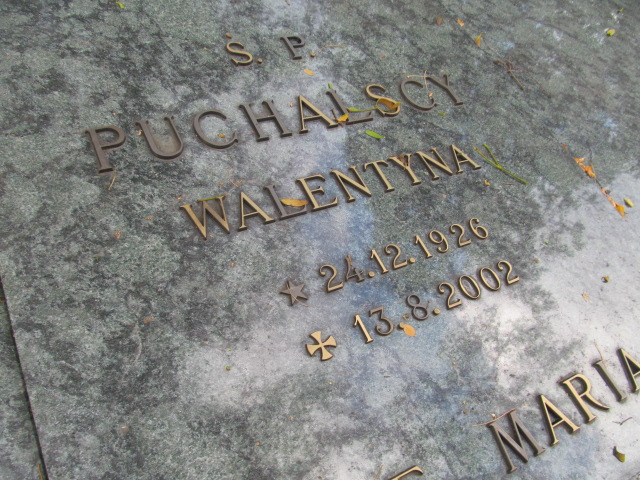 Ś. P.
PUCHALSCY
WALENTYNA
24.12.1926
13.8.2002
MARIA